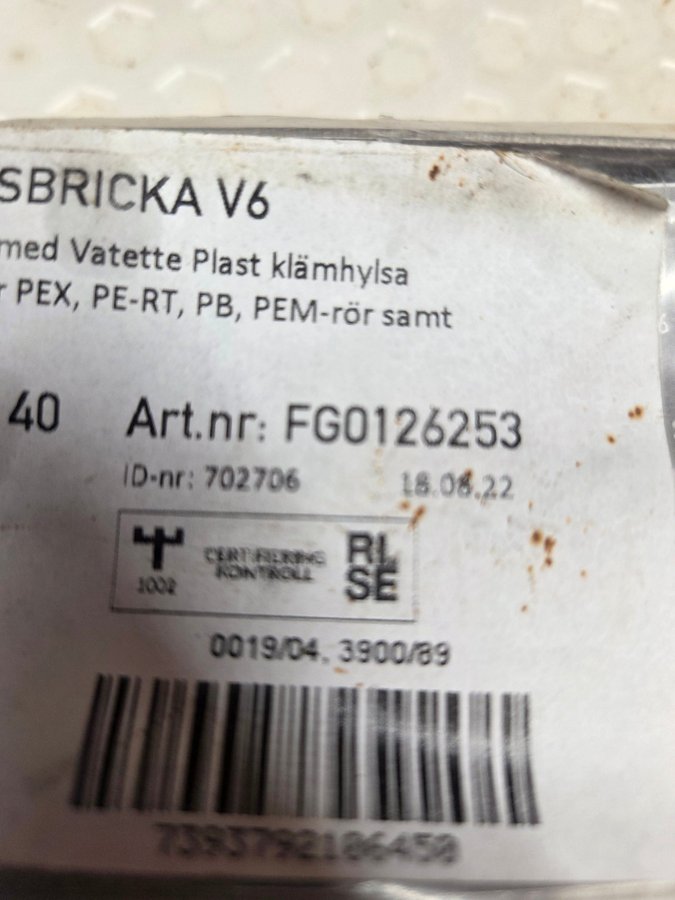 SBRICKA V6
med Vatette Plast klämhylsa
r PEX, PE-RT, PB, PEM-rör samt
40 Art.nr: FG0126253
ID-nr: 702706 18.08.22
1002 CERTIFIERING KONTROLL RI SE
0019/04, 3900/89
7393792106450